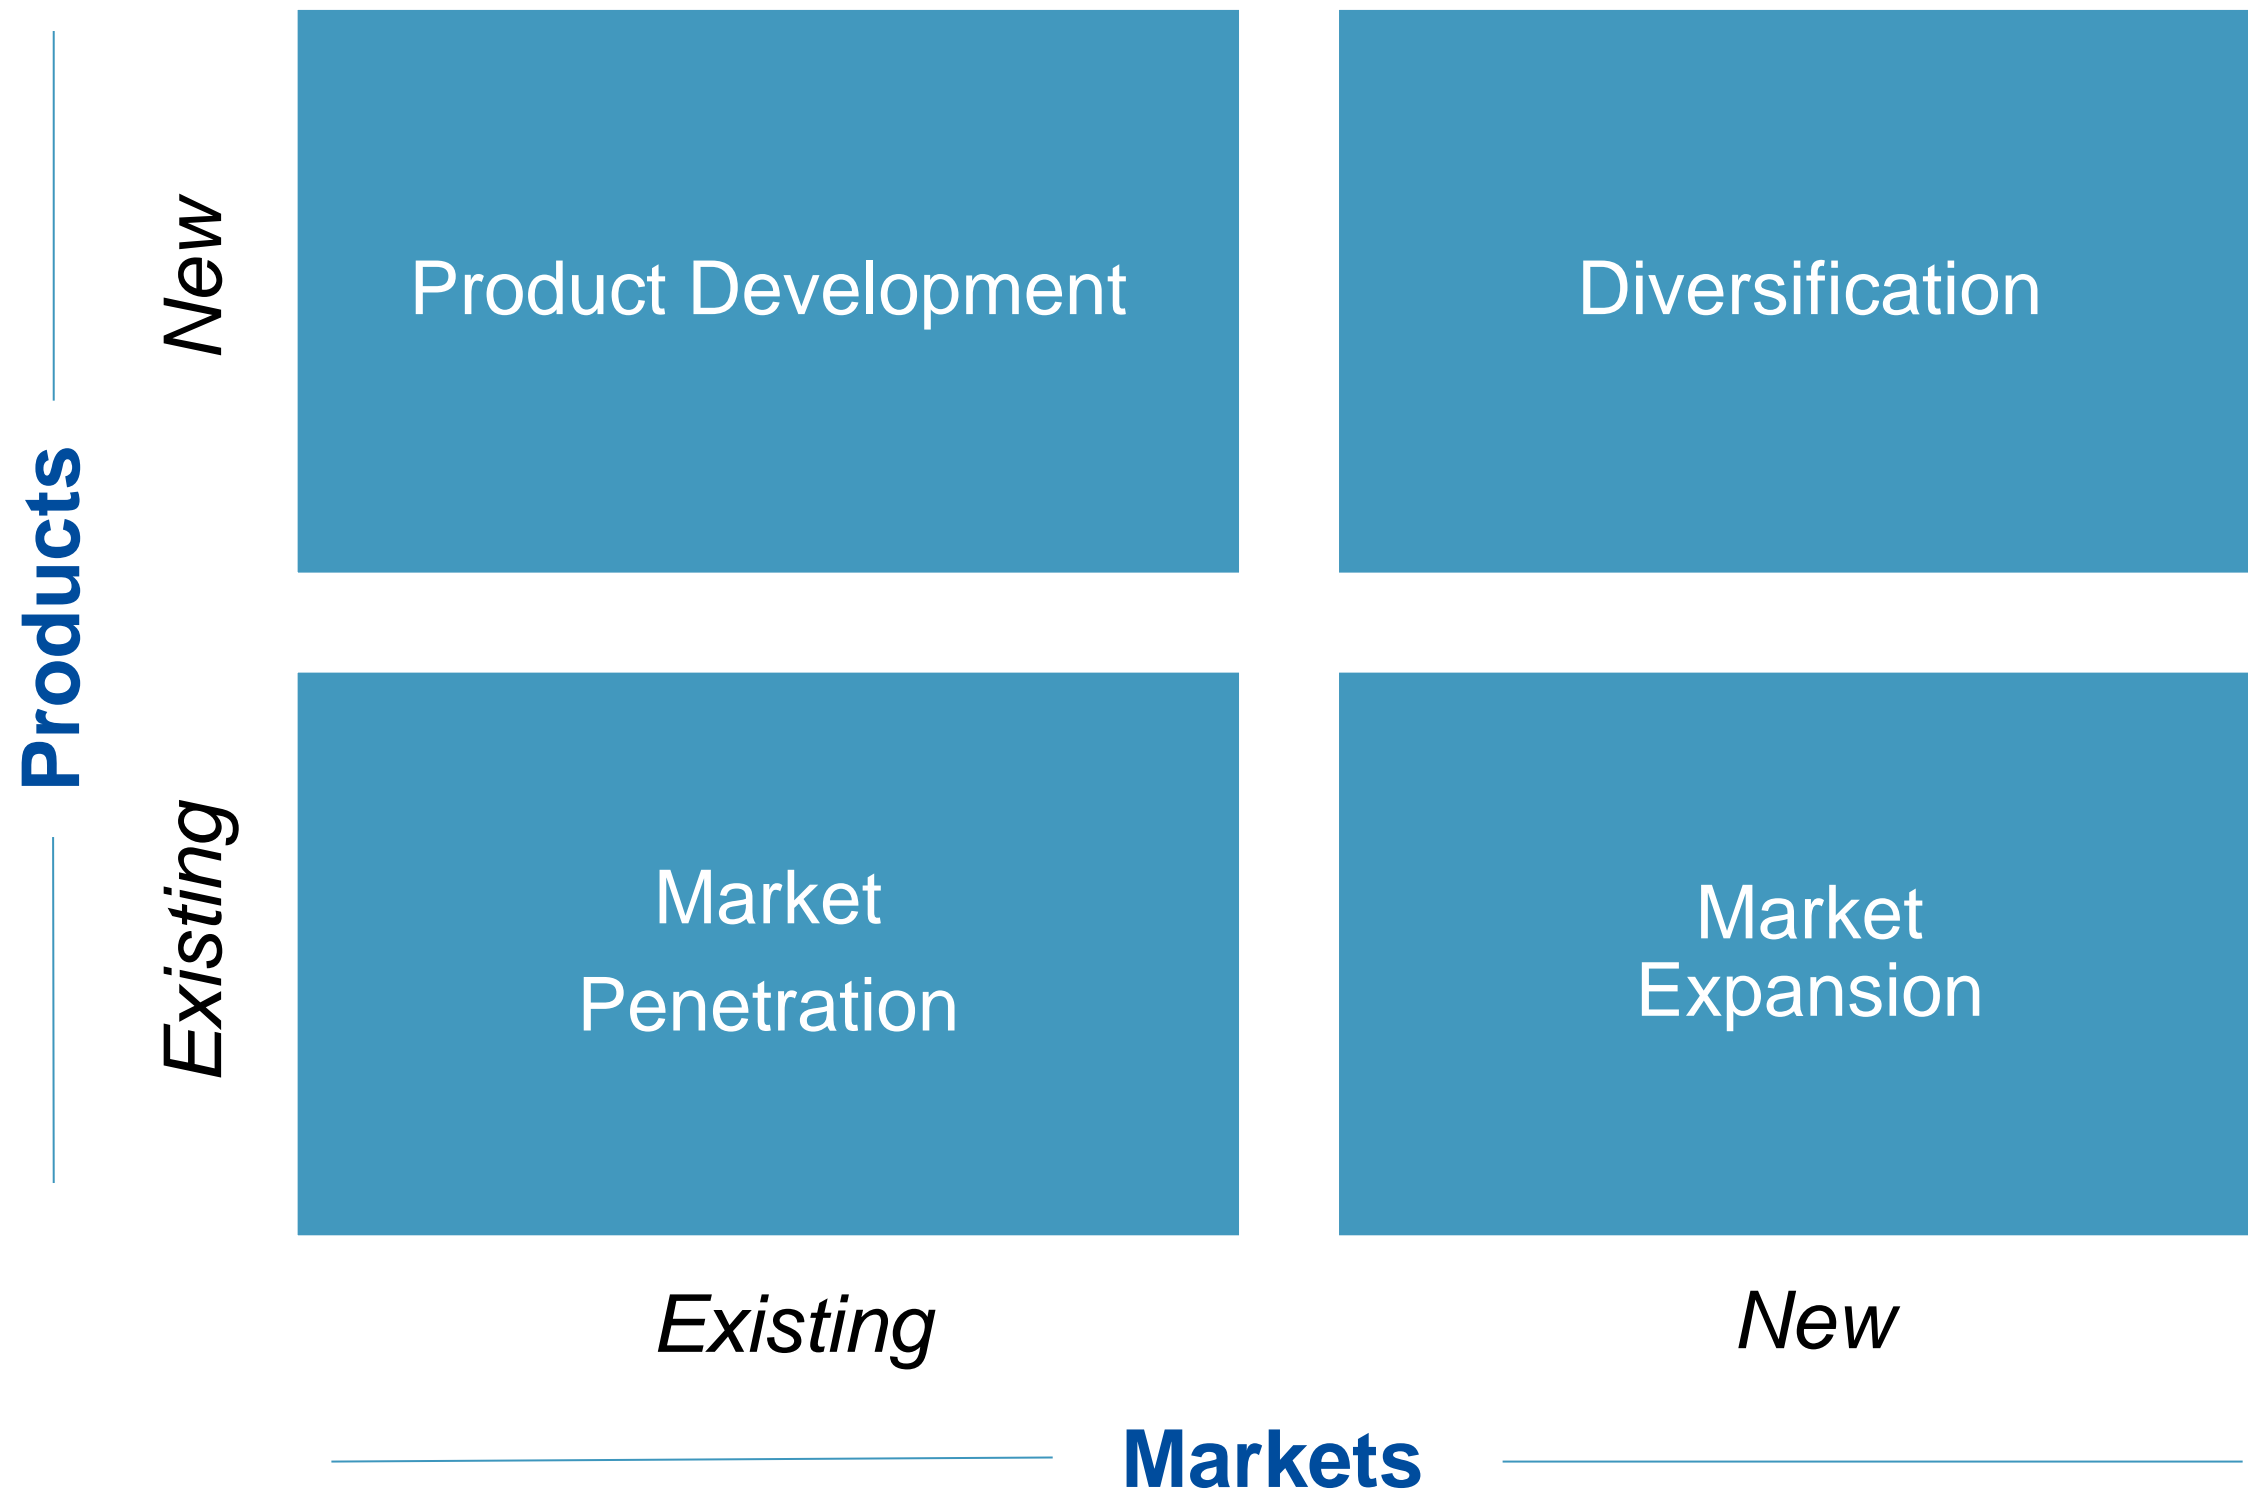 New
Product Development
Diversification
Products
Existing
Market
Penetration
Market
Expansion
Existing
New
Markets